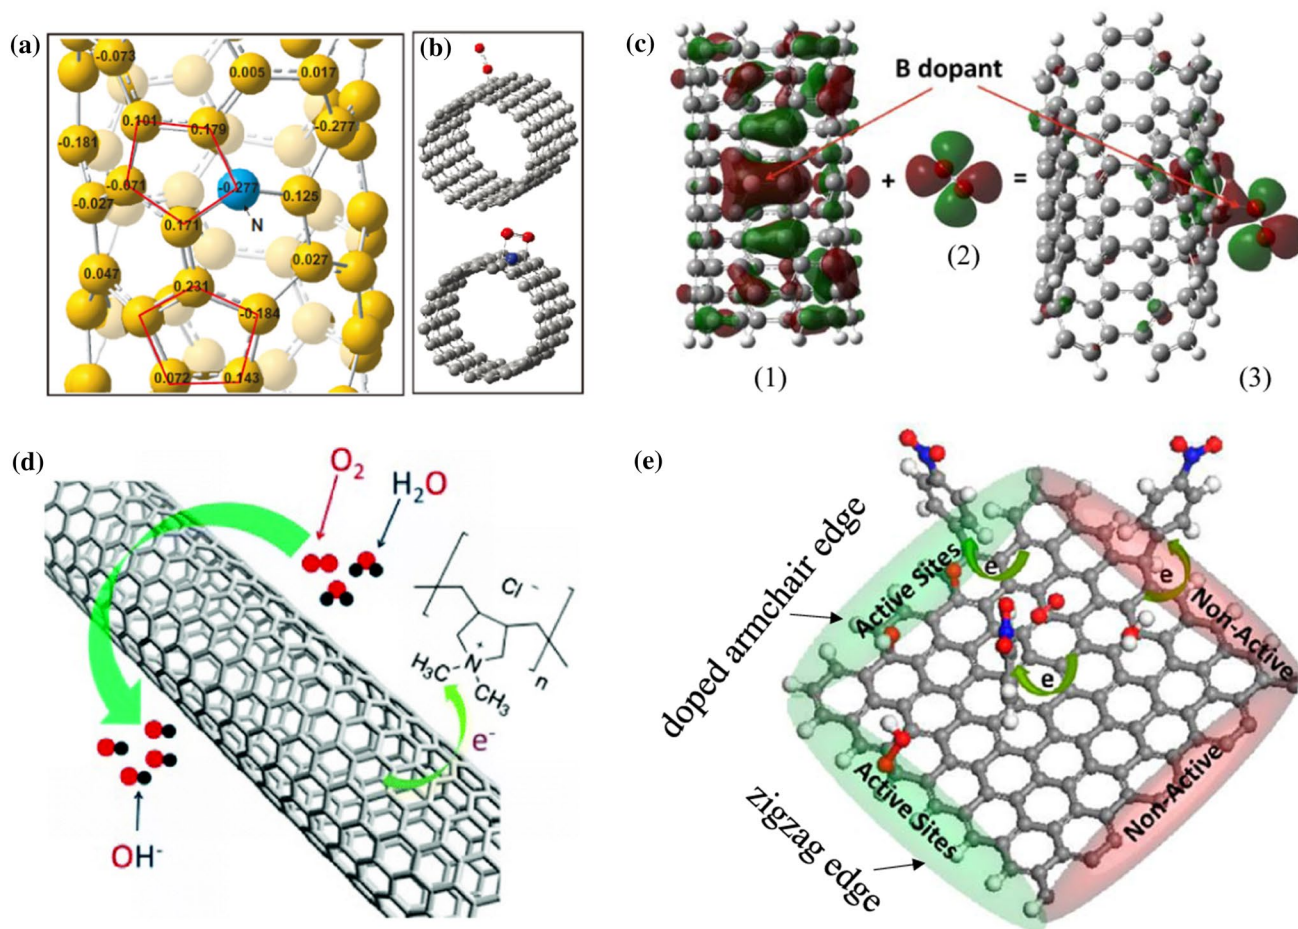 (a)
-0.073
0.005
0.017
0.101
0.179
-0.277
-0.181
-0.071
-0.277
0.125
-0.027
0.171
N
0.047
0.027
0.231
-0.184
0.072
0.143
(b)
(c)
B dopant
+
=
(1)
(2)
(3)
(d)
O2
H2O
Cl -
+
N
H3C
CH3
n
e-
OH-
(e)
doped armchair edge
Active Sites
e
e
Non-Active
e
Active Sites
Non-Active
zigzag edge